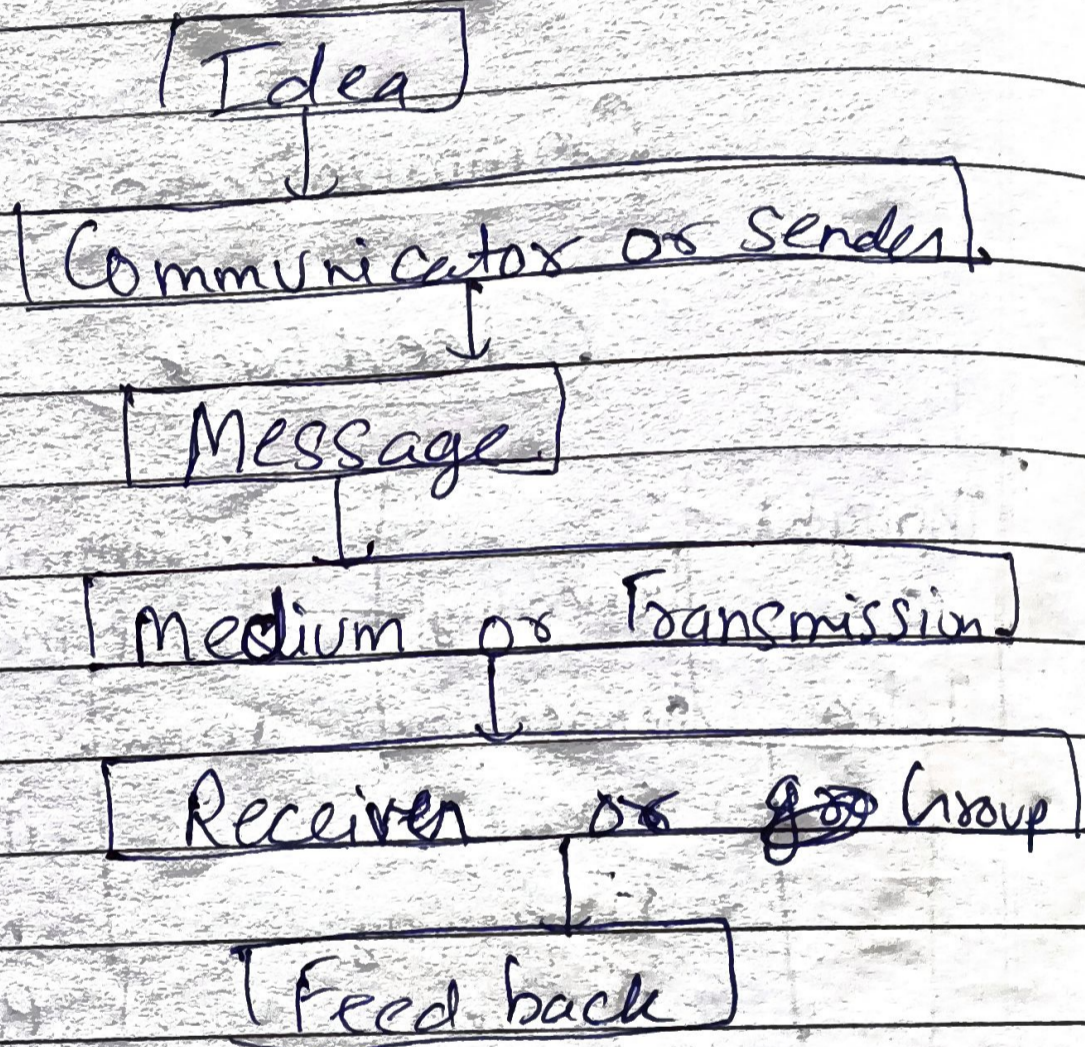 Idea
Communicator or Sender.
Message.
Medium or Transmission.
Receiver or Group
Feed back